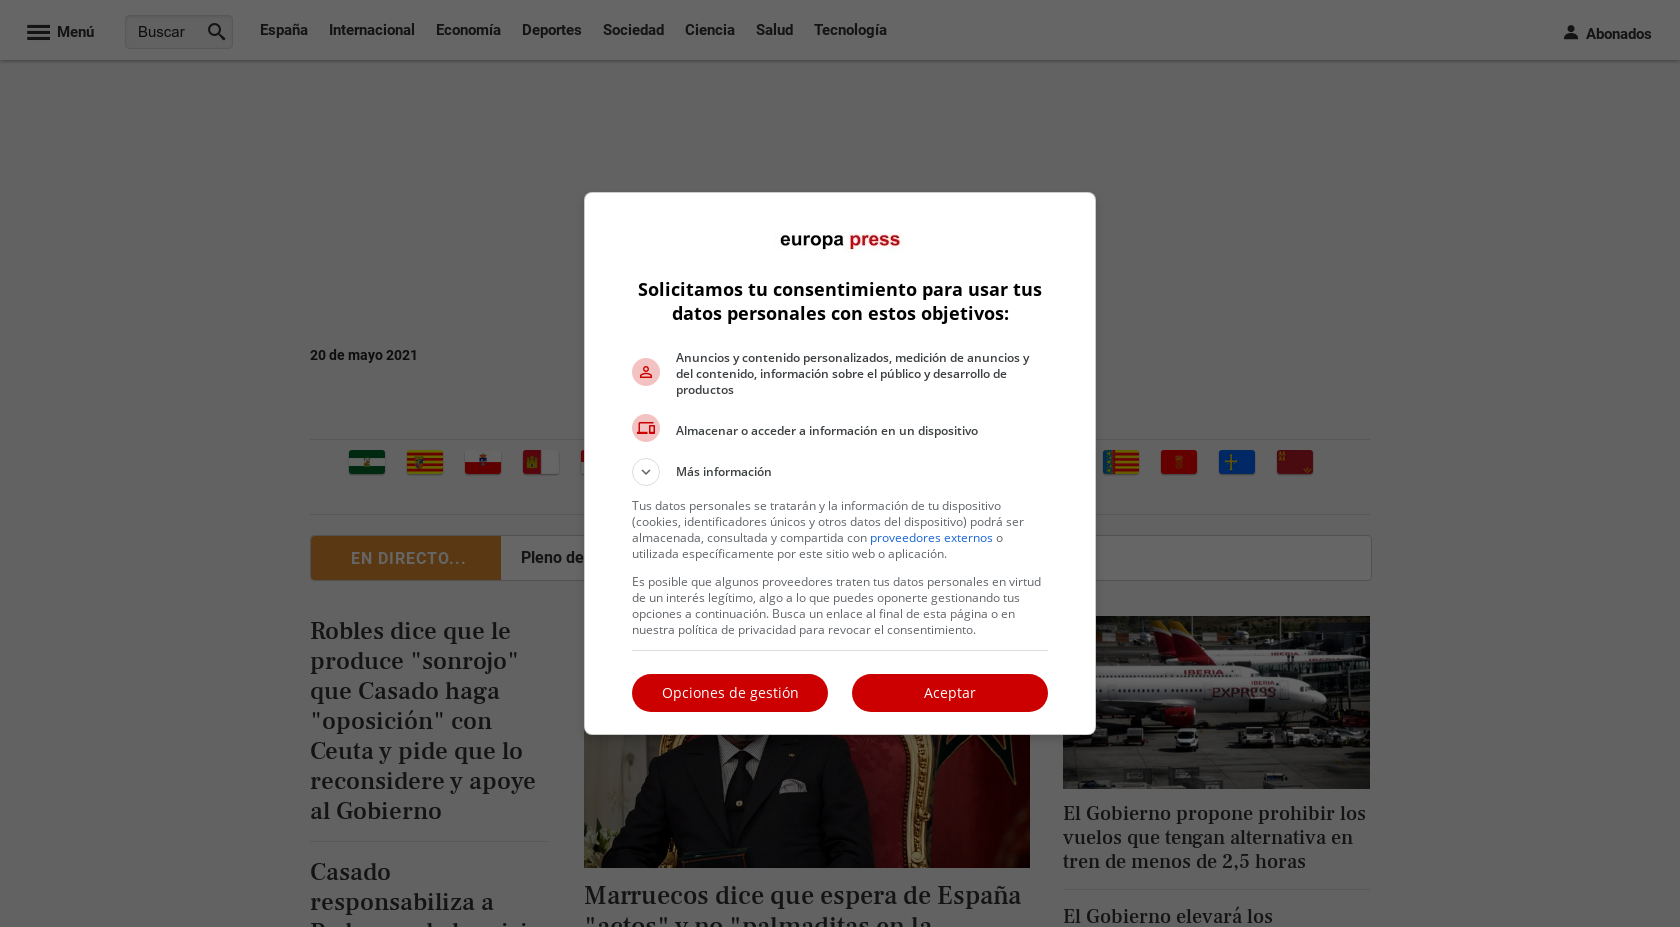 Menú
Buscar
España Internacional Economía Deportes Sociedad Ciencia Salud Tecnología
Abonados
20 de mayo 2021
EN DIRECTO...
Pleno de
Robles dice que le
produce "sonrojo"
que Casado haga
"oposición" con
Ceuta y pide que lo
reconsidere y apoye
al Gobierno
Casado
responsabiliza a
europa press
Solicitamos tu consentimiento para usar tus
datos personales con estos objetivos:
Anuncios y contenido personalizados, medición de anuncios y
del contenido, información sobre el público y desarrollo de
productos
Almacenar o acceder a información en un dispositivo
Más información
Tus datos personales se tratarán y la información de tu dispositivo
(cookies, identificadores únicos y otros datos del dispositivo) podrá ser
almacenada, consultada y compartida con proveedores externos o
utilizada específicamente por este sitio web o aplicación.
Es posible que algunos proveedores traten tus datos personales en virtud
de un interés legítimo, algo a lo que puedes oponerte gestionando tus
opciones a continuación. Busca un enlace al final de esta página o en
nuestra política de privacidad para revocar el consentimiento.
Opciones de gestión
Aceptar
Marruecos dice que espera de España
"actos" y no "palmaditas en la
IBERIA
IBERIA
EXPRESS
El Gobierno propone prohibir los
vuelos que tengan alternativa en
tren de menos de 2,5 horas
El Gobierno elevará los